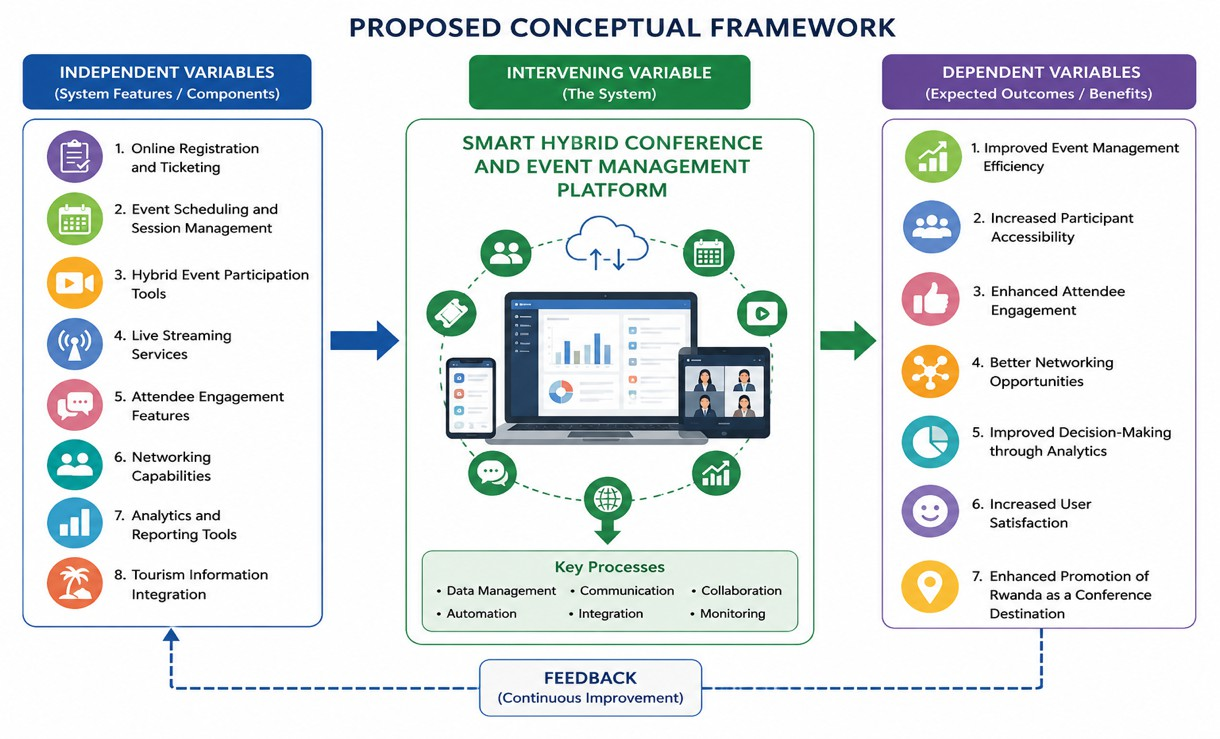 PROPOSED CONCEPTUAL FRAMEWORK
INDEPENDENT VARIABLES
(System Features / Components)
1. Online Registration
and Ticketing
2. Event Scheduling and
Session Management
3. Hybrid Event Participation
Tools
4. Live Streaming
Services
5. Attendee Engagement
Features
6. Networking
Capabilities
7. Analytics and
Reporting Tools
8. Tourism Information
Integration
INTERVENING VARIABLE
(The System)
SMART HYBRID CONFERENCE
AND EVENT MANAGEMENT
PLATFORM
Key Processes
• Data Management • Communication • Collaboration
• Automation • Integration • Monitoring
DEPENDENT VARIABLES
(Expected Outcomes / Benefits)
1. Improved Event Management
Efficiency
2. Increased Participant
Accessibility
3. Enhanced Attendee
Engagement
4. Better Networking
Opportunities
5. Improved Decision-Making
through Analytics
6. Increased User
Satisfaction
7. Enhanced Promotion of
Rwanda as a Conference
Destination
FEEDBACK
(Continuous Improvement)